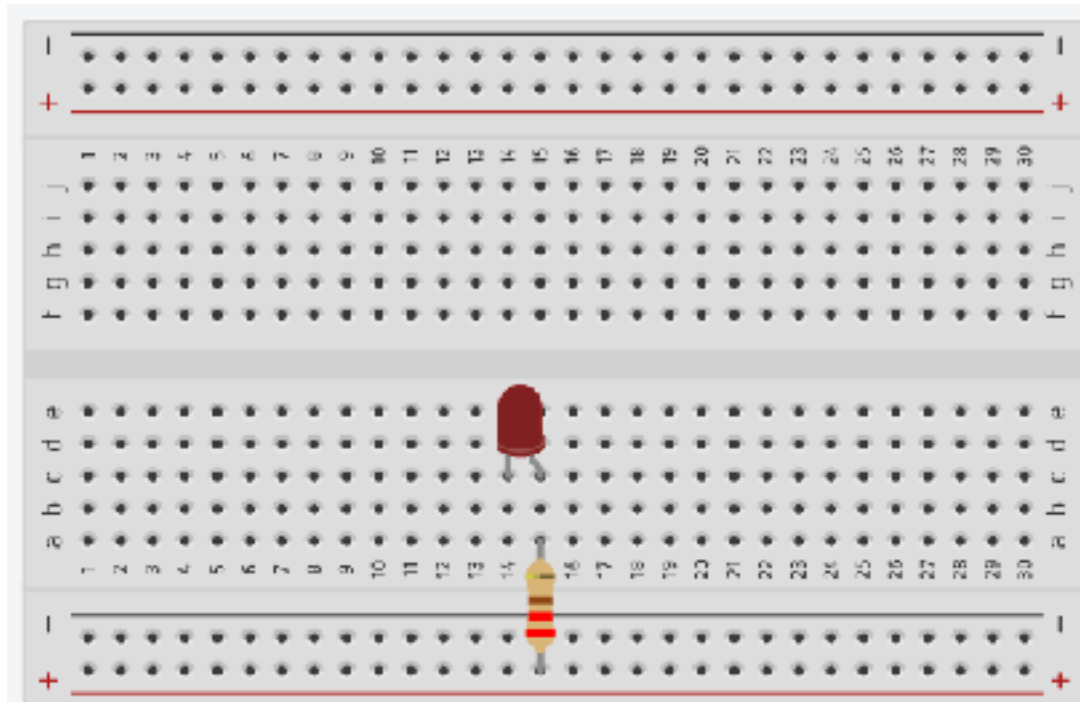 − −
+ +
1 2 3 4 5 6 7 8 9 10 11 12 13 14 15 16 17 18 19 20 21 22 23 24 25 26 27 28 29 30
j j
i i
h h
g g
f f
e e
d d
c c
b b
a a
1 2 3 4 5 6 7 8 9 10 11 12 13 14 16 17 18 19 20 21 22 23 24 25 26 27 28 29 30
− −
+ +